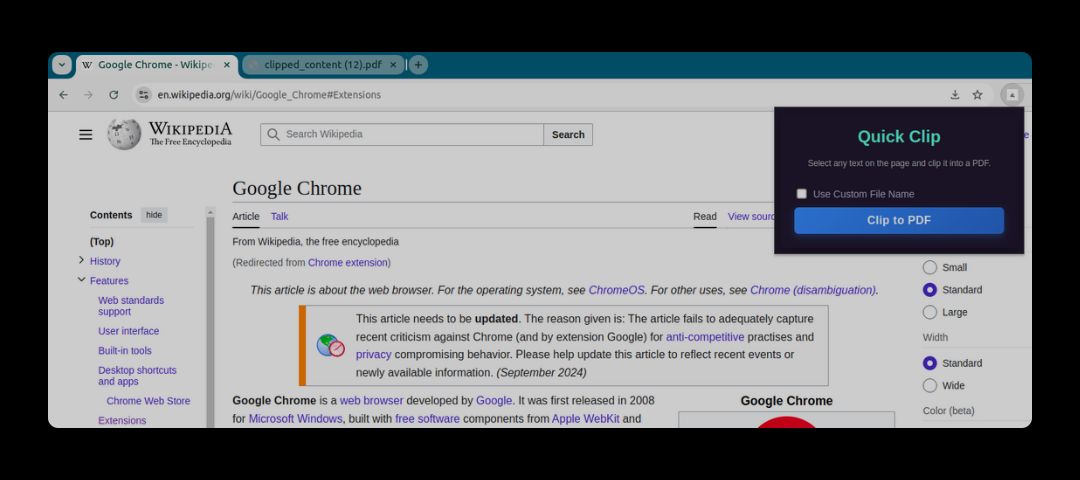 Google Chrome - Wikipe
clipped_content (12).pdf
en.wikipedia.org/wiki/Google_Chrome#Extensions
WIKIPEDIA
The Free Encyclopedia
Search Wikipedia
Search
Quick Clip
Select any text on the page and clip it into a PDF.
Use Custom File Name
Clip to PDF
Contents hide
(Top)
History
Features
Web standards
support
User interface
Built-in tools
Desktop shortcuts
and apps
Chrome Web Store
Extensions
Google Chrome
Article Talk
Read View sourc
From Wikipedia, the free encyclopedia
(Redirected from Chrome extension)
This article is about the web browser. For the operating system, see ChromeOS. For other uses, see Chrome (disambiguation).
This article needs to be updated. The reason given is: The article fails to adequately capture
recent criticism against Chrome (and by extension Google) for anti-competitive practises and
privacy compromising behavior. Please help update this article to reflect recent events or
newly available information. (September 2024)
Google Chrome is a web browser developed by Google. It was first released in 2008
for Microsoft Windows, built with free software components from Apple WebKit and
Google Chrome
Small
Standard
Large
Width
Standard
Wide
Color (beta)